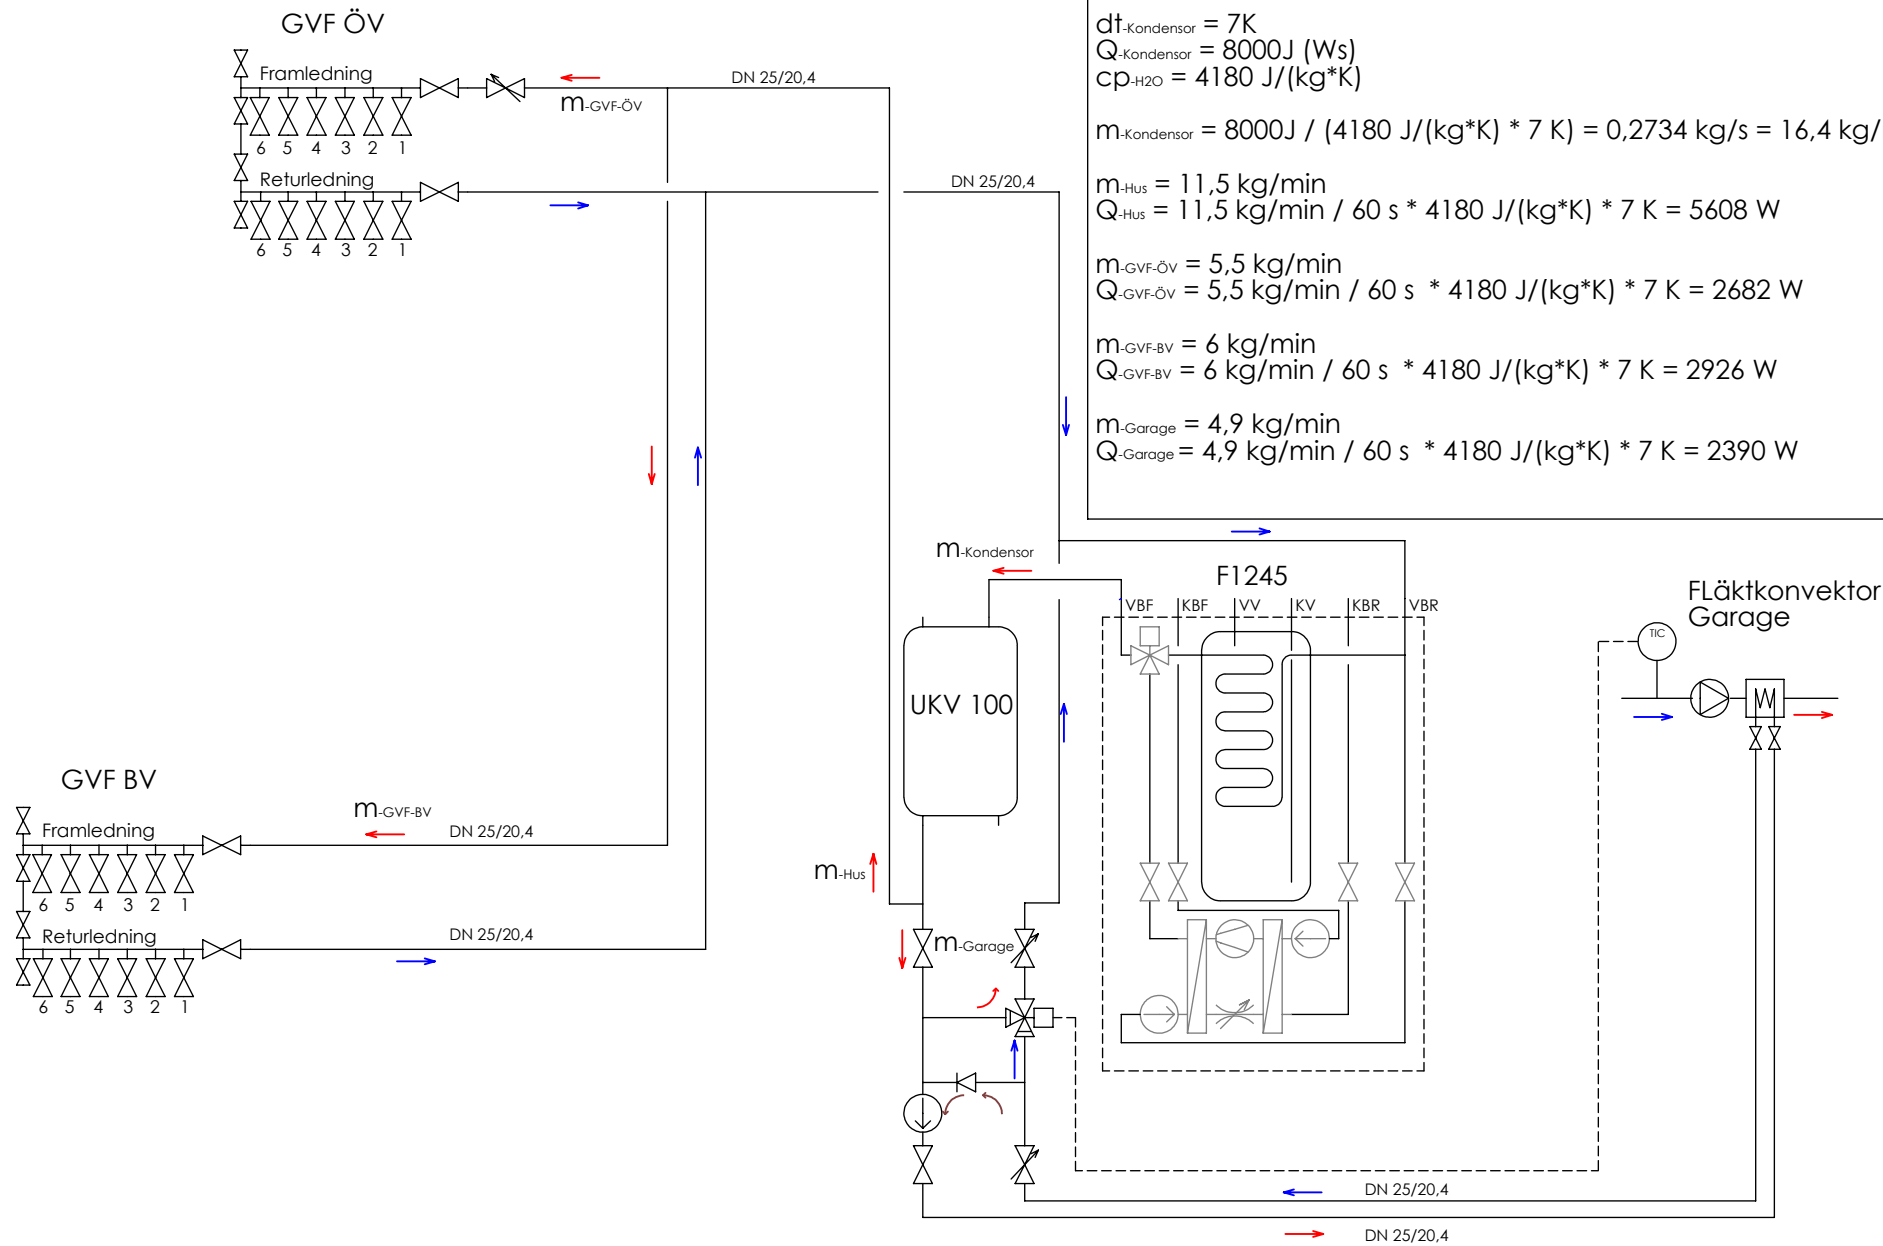 GVF ÖV
Framledning
m-GVF-ÖV
DN 25/20,4
6 5 4 3 2 1
Returledning
DN 25/20,4
6 5 4 3 2 1
dt-Kondensor = 7K
Q-Kondensor = 8000J (Ws)
cp-H2O = 4180 J/(kg*K)
m-Kondensor = 8000J / (4180 J/(kg*K) * 7 K) = 0,2734 kg/s = 16,4 kg/
m-Hus = 11,5 kg/min
Q-Hus = 11,5 kg/min / 60 s * 4180 J/(kg*K) * 7 K = 5608 W
m-GVF-ÖV = 5,5 kg/min
Q-GVF-ÖV = 5,5 kg/min / 60 s * 4180 J/(kg*K) * 7 K = 2682 W
m-GVF-BV = 6 kg/min
Q-GVF-BV = 6 kg/min / 60 s * 4180 J/(kg*K) * 7 K = 2926 W
m-Garage = 4,9 kg/min
Q-Garage = 4,9 kg/min / 60 s * 4180 J/(kg*K) * 7 K = 2390 W
m-Kondensor
F1245
VBF KBF VV KV KBR VBR
FLäktkonvektor
Garage
TIC
UKV 100
GVF BV
m-GVF-BV
Framledning
DN 25/20,4
6 5 4 3 2 1
m-Hus
Returledning
DN 25/20,4
6 5 4 3 2 1
m-Garage
DN 25/20,4
DN 25/20,4